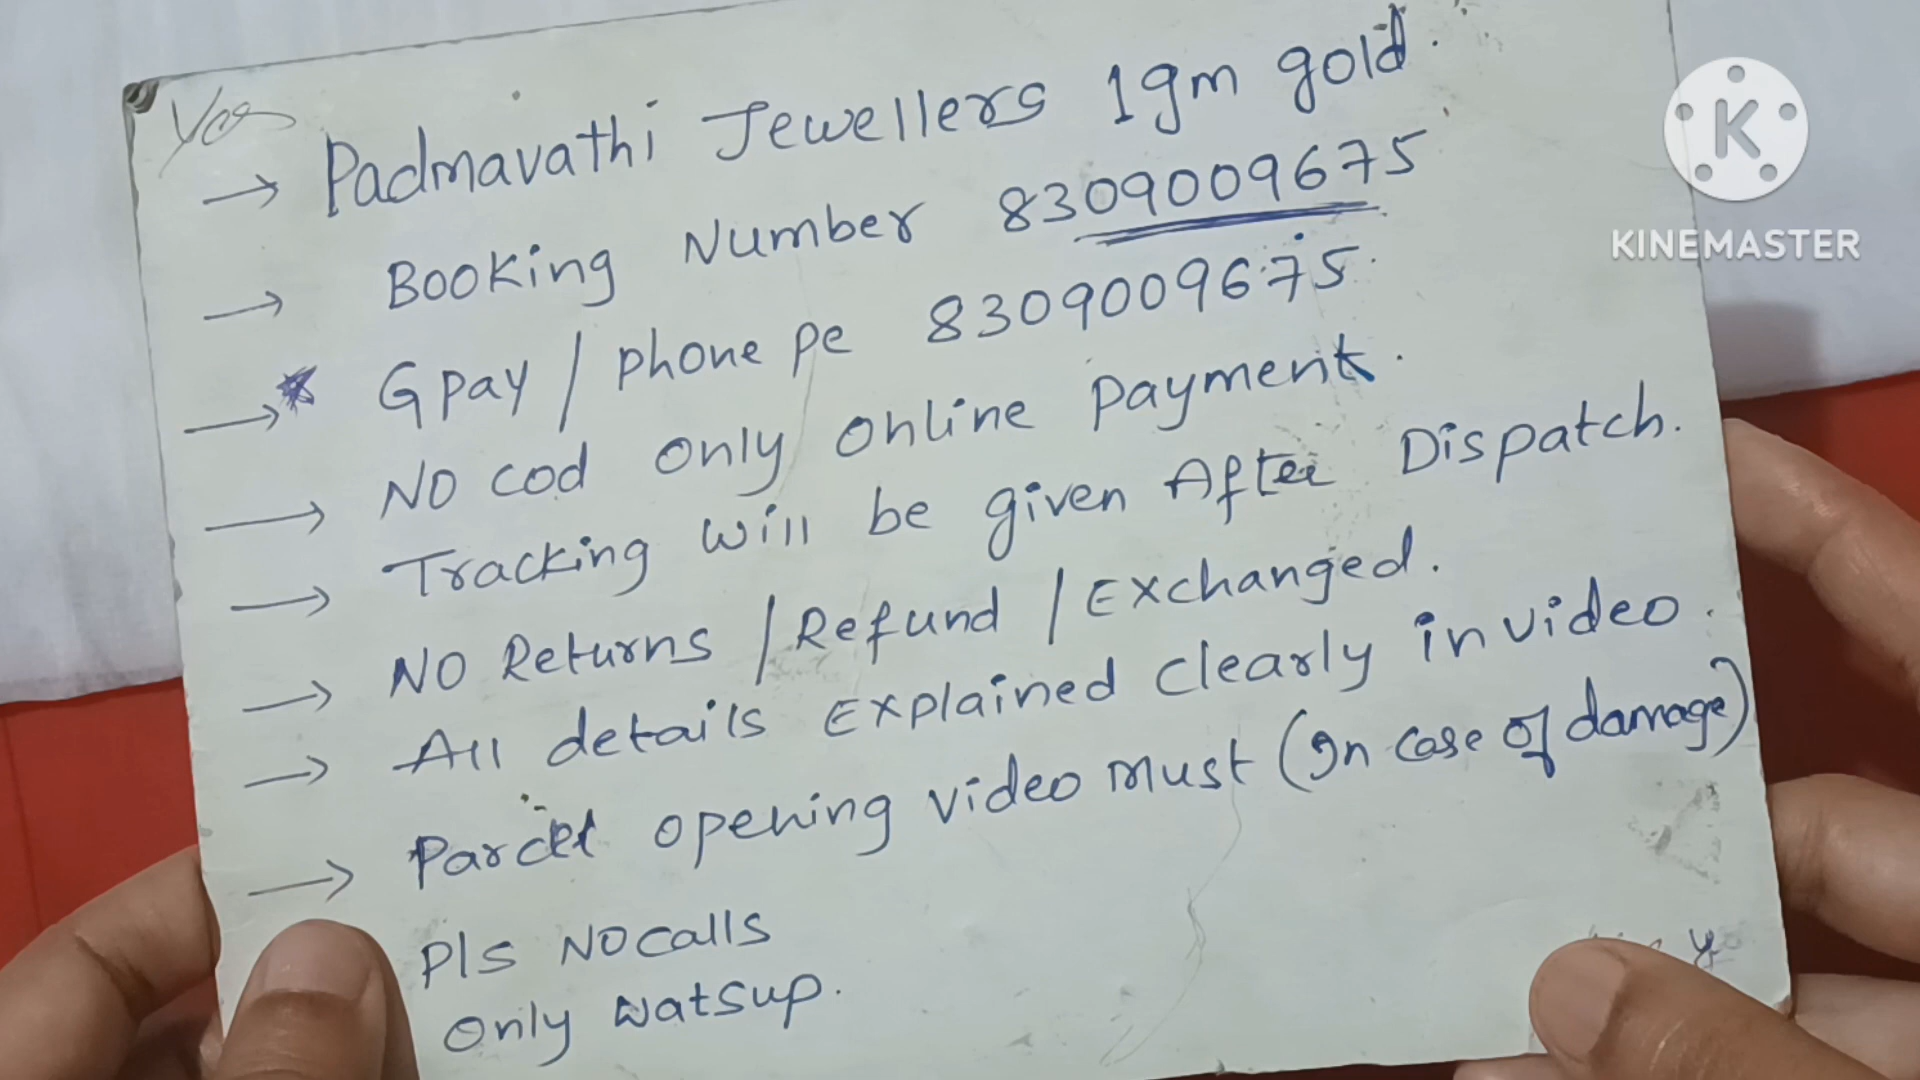 Yes
→ Padmavathi Jewellers 1gm gold.
→ Booking Number 8309009675
→ * Gpay / phone pe 8309009675.
→ NO cod only online payment.
→ Tracking will be given After Dispatch.
→ NO Returns / Refund / Exchanged.
→ All details Explained clearly in video.
→ Parcel opening video must (In case of damage)
Pls NO calls
only watsup.
K
KINEMASTER